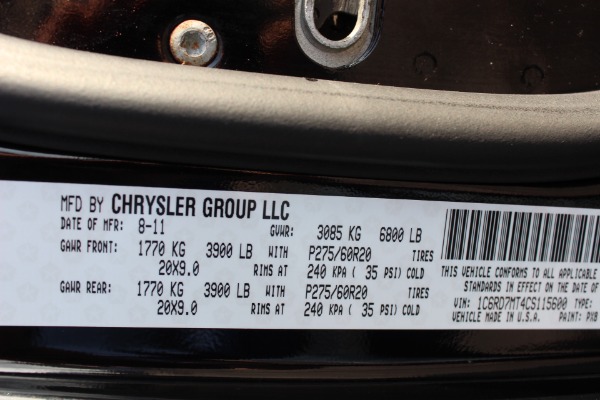 MFD BY CHRYSLER GROUP LLC
DATE OF MFR: 8-11 GVWR: 3085 KG 6800 LB
GAWR FRONT: 1770 KG 3900 LB WITH P275/60R20 TIRES
20X9.0 RIMS AT 240 KPA ( 35 PSI) COLD
GAWR REAR: 1770 KG 3900 LB WITH P275/60R20 TIRES
20X9.0 RIMS AT 240 KPA ( 35 PSI) COLD
THIS VEHICLE CONFORMS TO ALL APPLICABLE
STANDARDS IN EFFECT ON THE DATE OF
VIN: 1C6RD7MT4CS115600 TYPE:
VEHICLE MADE IN U.S.A. PAINT: PX8